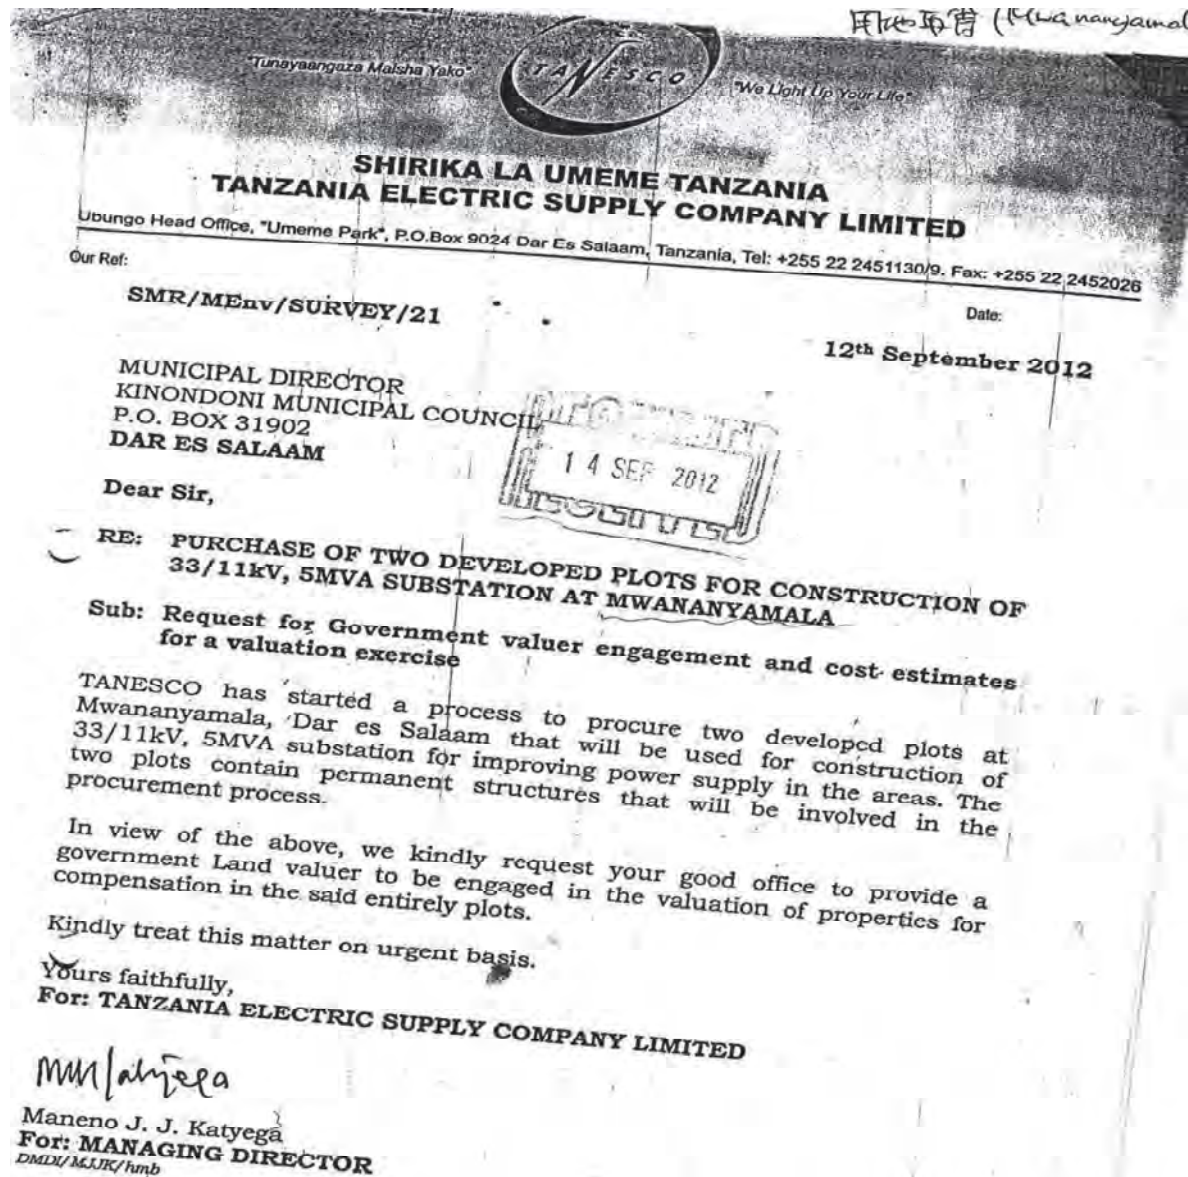 (Mwananyamal
"Tunayaangaza Maisha Yako"
TANESCO
"We Light Up Your Life"
SHIRIKA LA UMEME TANZANIA
TANZANIA ELECTRIC SUPPLY COMPANY LIMITED
Ubungo Head Office, "Umeme Park", P.O.Box 9024 Dar Es Salaam, Tanzania, Tel: +255 22 2451130/9. Fax: +255 22 2452026
Our Ref:
Date:
SMR/MEnv/SURVEY/21
12th September 2012
MUNICIPAL DIRECTOR
KINONDONI MUNICIPAL COUNCIL
P.O. BOX 31902
DAR ES SALAAM
14 SEP 2012
Dear Sir,
RE: PURCHASE OF TWO DEVELOPED PLOTS FOR CONSTRUCTION OF
33/11kV, 5MVA SUBSTATION AT MWANANYAMALA
Sub: Request for Government valuer engagement and cost estimates
for a valuation exercise
TANESCO has started a process to procure two developed plots at
Mwananyamala, Dar es Salaam that will be used for construction of
33/11kV, 5MVA substation for improving power supply in the areas. The
two plots contain permanent structures that will be involved in the
procurement process.
In view of the above, we kindly request your good office to provide a
government Land valuer to be engaged in the valuation of properties for
compensation in the said entirely plots.
Kindly treat this matter on urgent basis.
Yours faithfully,
For: TANZANIA ELECTRIC SUPPLY COMPANY LIMITED
Maneno J. J. Katyega
For: MANAGING DIRECTOR
DMDI/MJJK/hmb